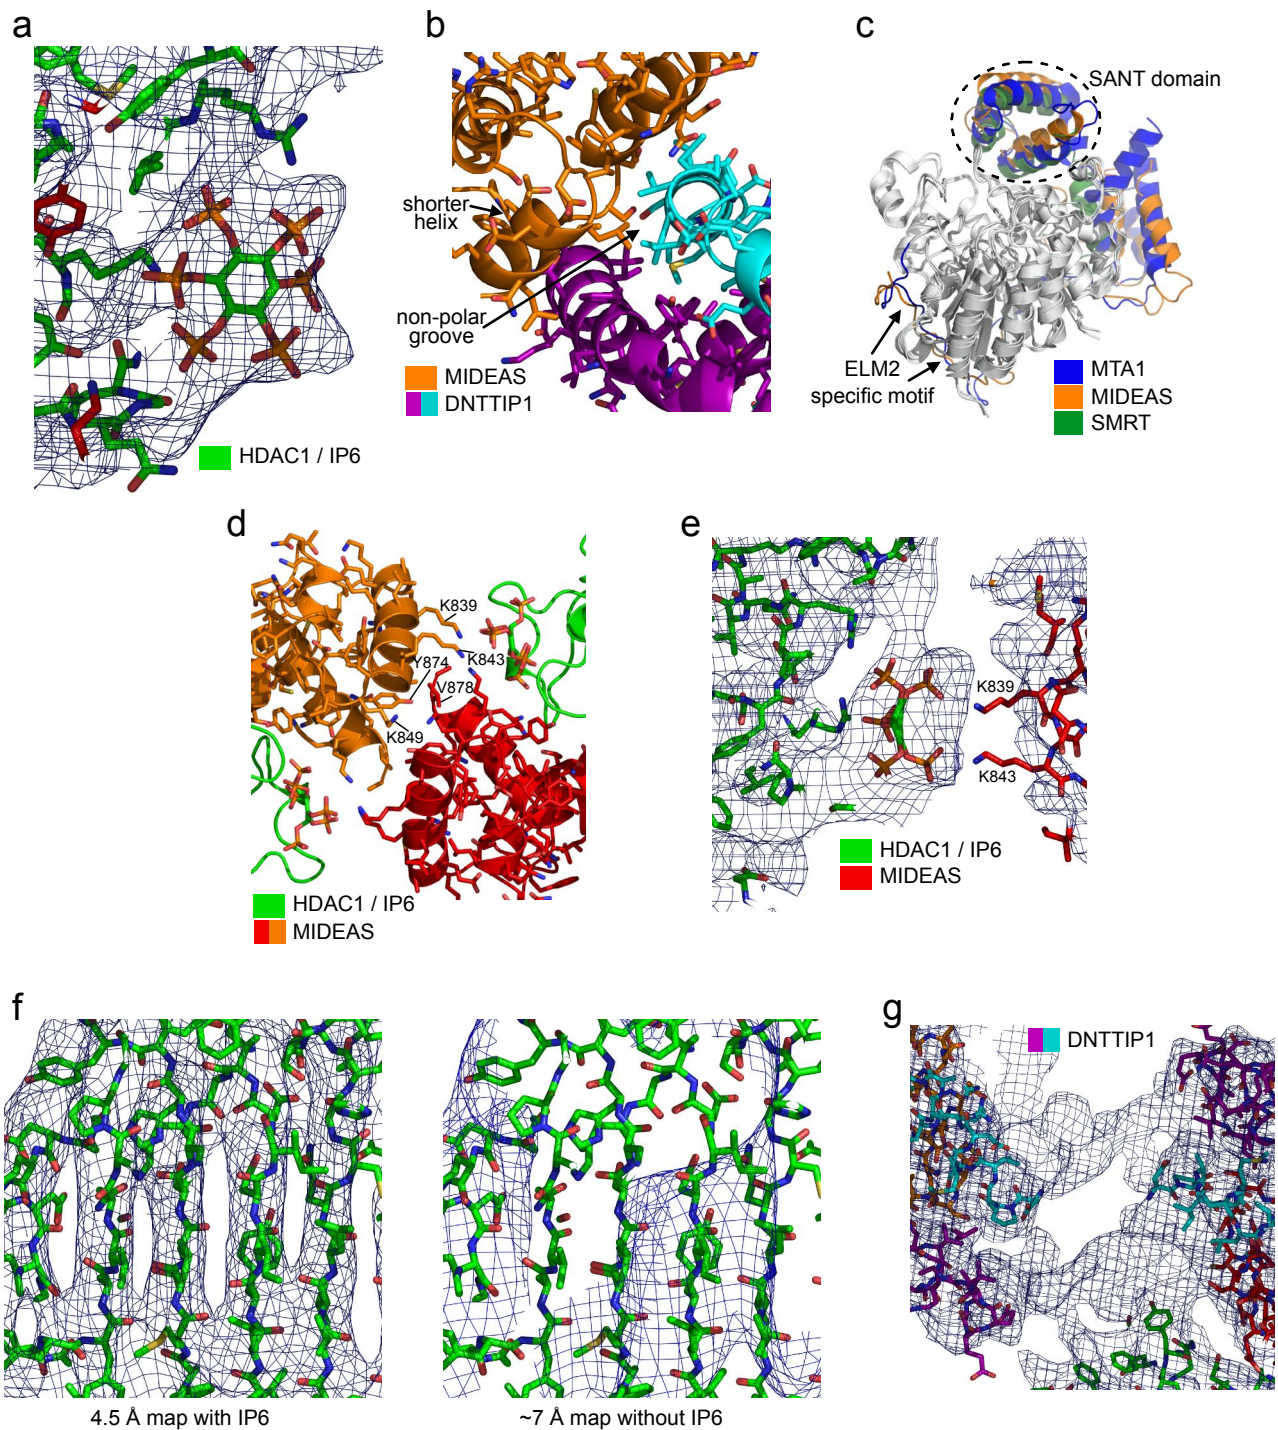 a
HDAC1 / IP6
b
shorter
helix
non-polar
groove
MIDEAS
DNTTIP1
c
SANT domain
ELM2
specific motif
MTA1
MIDEAS
SMRT
d
K839
Y874
K843
V878
K849
HDAC1 / IP6
MIDEAS
e
K839
K843
HDAC1 / IP6
MIDEAS
f
4.5 Å map with IP6
~7 Å map without IP6
g
DNTTIP1